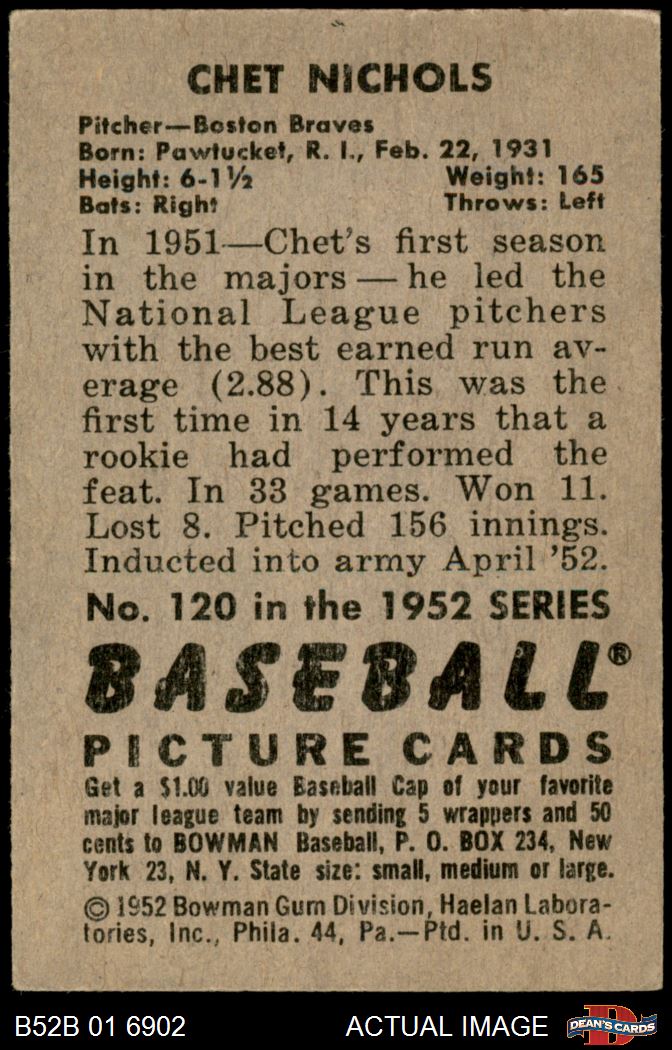 CHET NICHOLS
Pitcher—Boston Braves
Born: Pawtucket, R. I., Feb. 22, 1931
Height: 6-1½ Weight: 165
Bats: Right Throws: Left
In 1951—Chet's first season
in the majors — he led the
National League pitchers
with the best earned run av-
erage (2.88). This was the
first time in 14 years that a
rookie had performed the
feat. In 33 games. Won 11.
Lost 8. Pitched 156 innings.
Inducted into army April '52.
No. 120 in the 1952 SERIES
BASEBALL®
PICTURE CARDS
Get a $1.00 value Baseball Cap of your favorite
major league team by sending 5 wrappers and 50
cents to BOWMAN Baseball, P. O. BOX 234, New
York 23, N. Y. State size: small, medium or large.
© 1952 Bowman Gum Division, Haelan Labora-
tories, Inc., Phila. 44, Pa.—Ptd. in U. S. A.
B52B 01 6902 ACTUAL IMAGE D DEAN'S CARDS